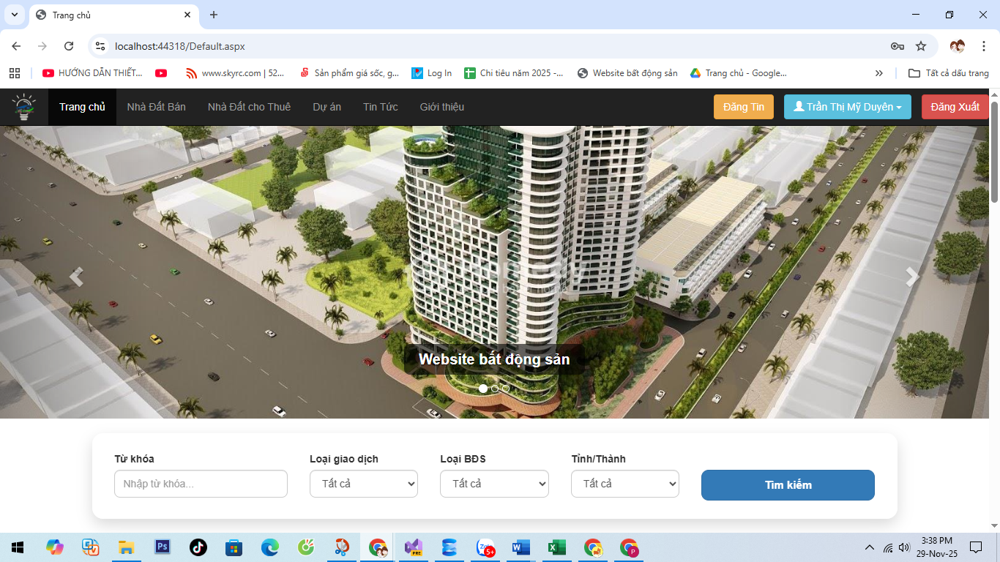 Trang chủ
localhost:44318/Default.aspx
HƯỚNG DẪN THIẾT...
www.skyrc.com | 52...
Sản phẩm giá sốc, g...
Log In
Chi tiêu năm 2025 -...
Website bất động sản
Trang chủ - Google...
Tất cả dấu trang
Trang chủ
Nhà Đất Bán
Nhà Đất cho Thuê
Dự án
Tin Tức
Giới thiệu
Đăng Tin
Trần Thị Mỹ Duyên
Đăng Xuất
Website bất động sản
Từ khóa
Loại giao dịch
Loại BĐS
Tỉnh/Thành
Nhập từ khóa...
Tất cả
Tất cả
Tất cả
Tìm kiếm
Ps
PRE
5+
W
X
P
3:38 PM
29-Nov-25